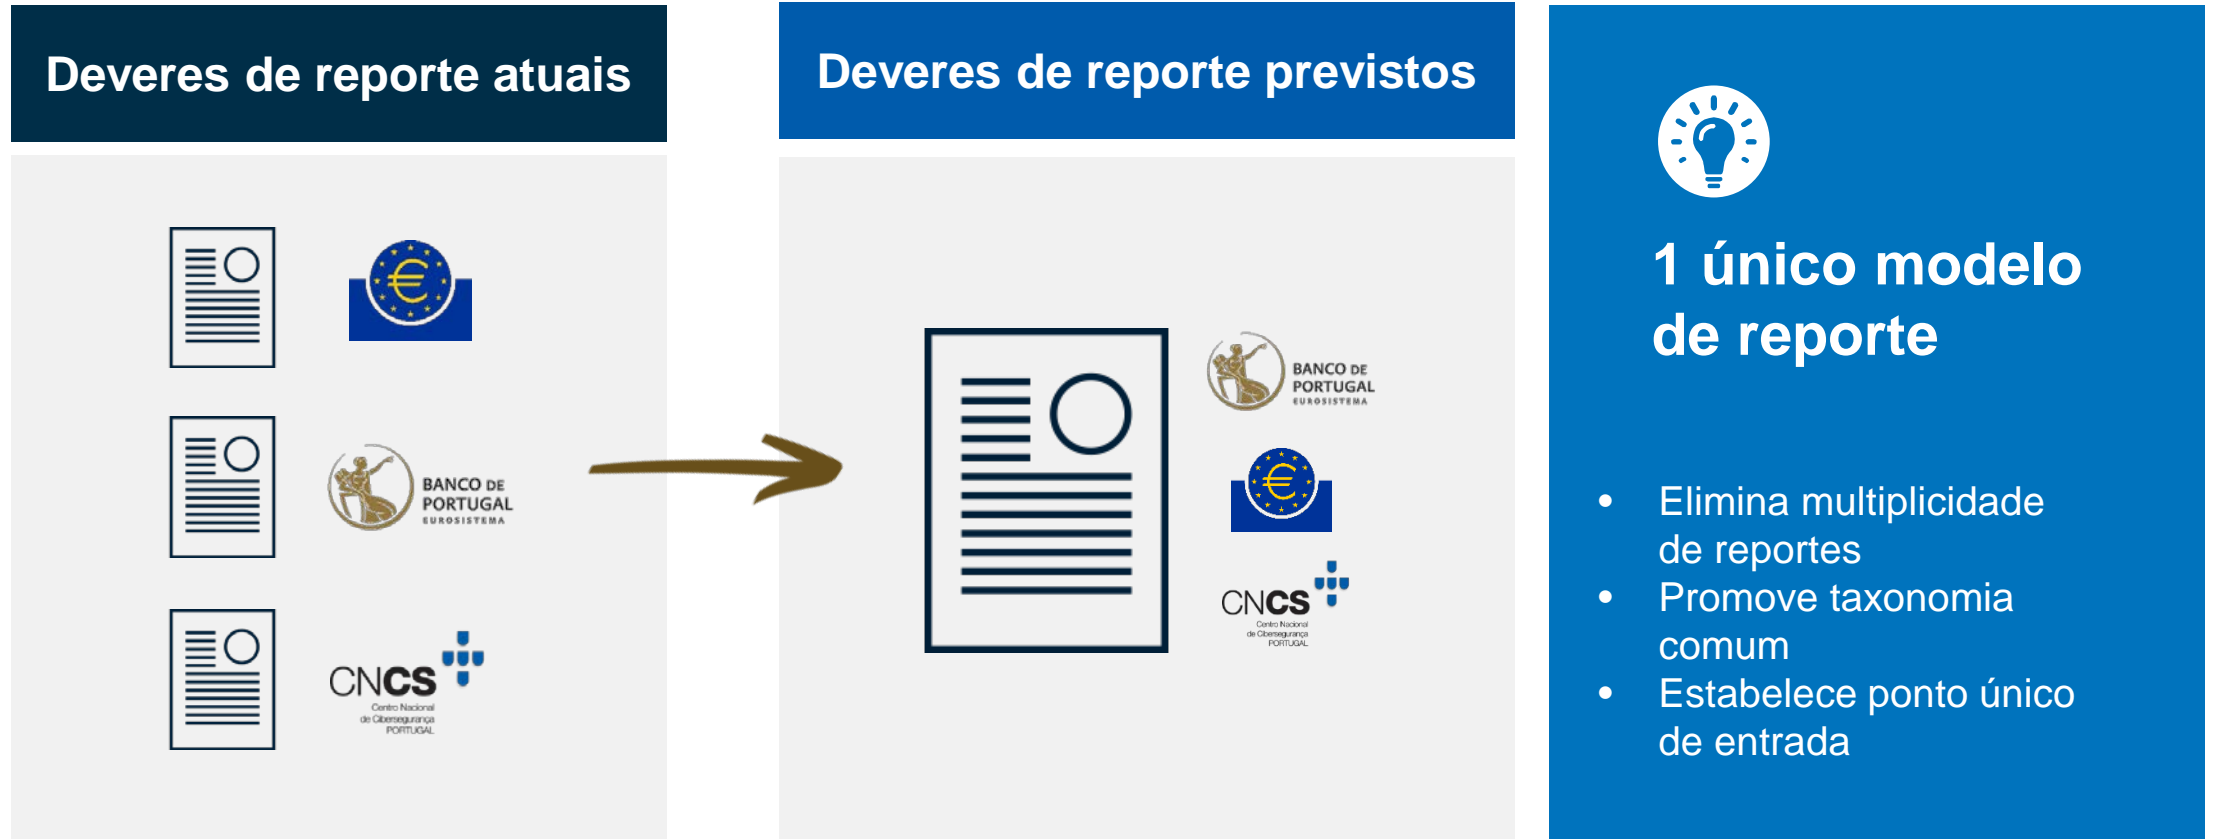 Deveres de reporte atuais
BANCO DE
PORTUGAL
EUROSISTEMA
CNCS
Centro Nacional
de Cibersegurança
PORTUGAL
Deveres de reporte previstos
BANCO DE
PORTUGAL
EUROSISTEMA
CNCS
Centro Nacional
de Cibersegurança
PORTUGAL
1 único modelo
de reporte
• Elimina multiplicidade
de reportes
• Promove taxonomia
comum
• Estabelece ponto único
de entrada